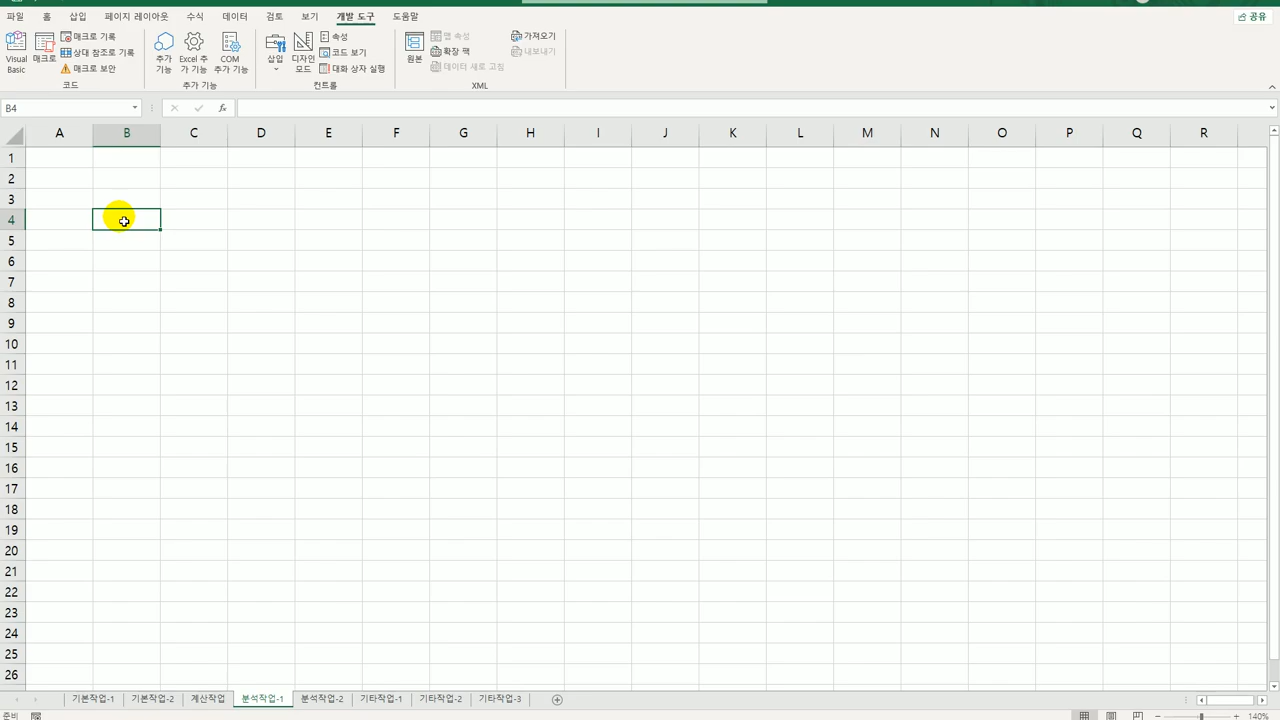 파일 홈 삽입 페이지 레이아웃 수식 데이터 검토 보기 개발 도구 도움말 공유
Visual Basic
매크로
매크로 기록
상대 참조로 기록
매크로 보안
코드
추가 기능
Excel 추가 기능
COM 추가 기능
추가 기능
삽입
디자인 모드
속성
코드 보기
대화 상자 실행
컨트롤
원본
맵 속성
확장 팩
데이터 새로 고침
가져오기
내보내기
XML
B4 fx
A B C D E F G H I J K L M N O P Q R
1
2
3
4
5
6
7
8
9
10
11
12
13
14
15
16
17
18
19
20
21
22
23
24
25
26
기본작업-1 기본작업-2 계산작업 분석작업-1 분석작업-2 기타작업-1 기타작업-2 기타작업-3
준비 140%